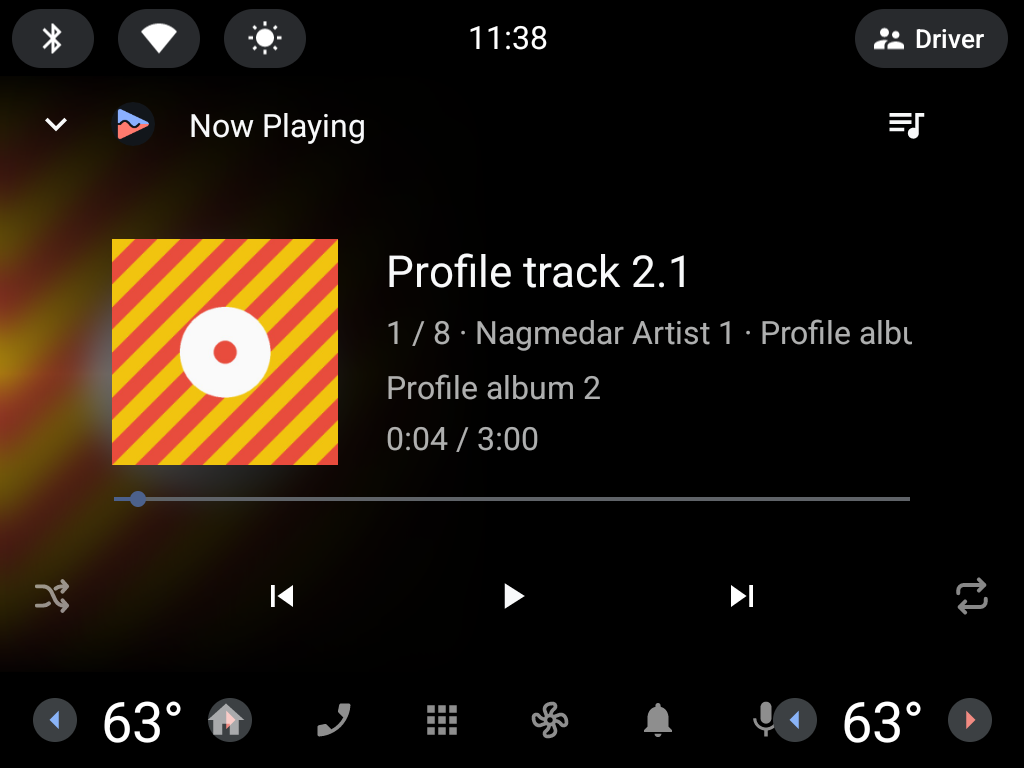 11:38
Driver
Now Playing
Profile track 2.1
1 / 8 · Nagmedar Artist 1 · Profile
Profile album 2
0:04 / 3:00
63°
63°